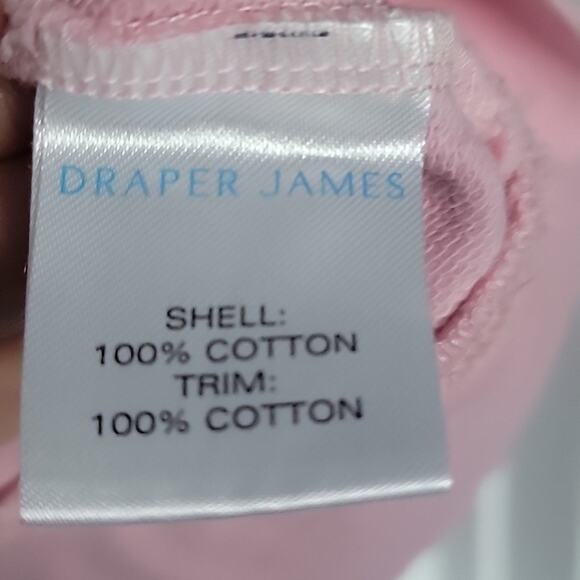 DRAPER JAMES
SHELL:
100% COTTON
TRIM:
100% COTTON